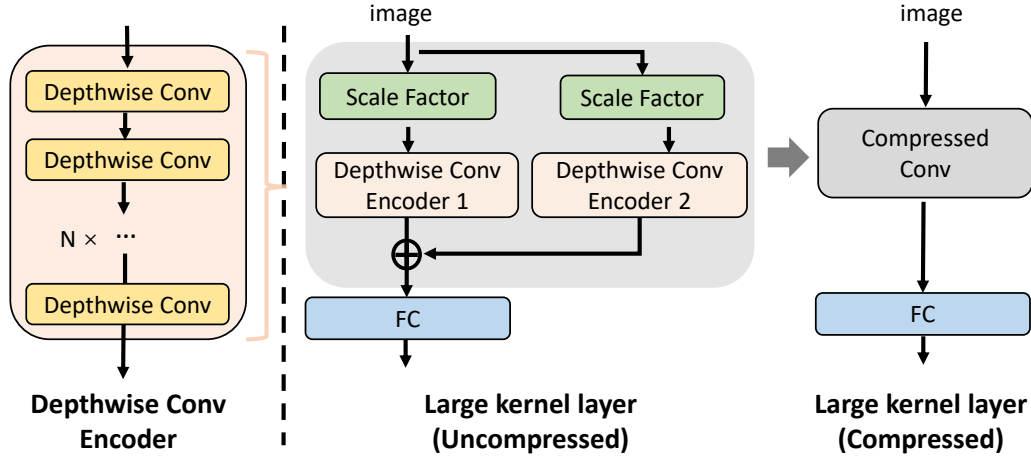 Depthwise Conv
Depthwise Conv
N × ...
Depthwise Conv
Depthwise Conv
Encoder
image
Scale Factor
Scale Factor
Depthwise Conv
Encoder 1
Depthwise Conv
Encoder 2
FC
Large kernel layer
(Uncompressed)
image
Compressed
Conv
FC
Large kernel layer
(Compressed)